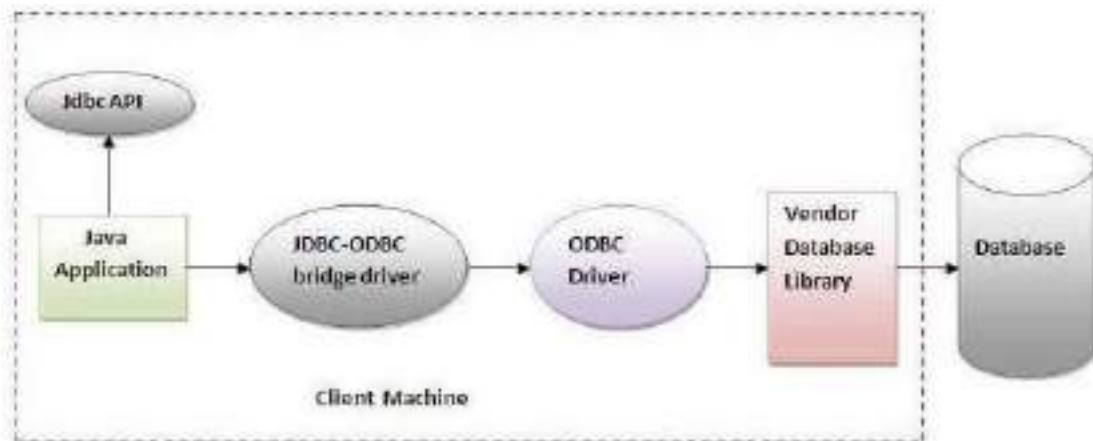 Jdbc API
Java
Application
JDBC-ODBC
bridge driver
ODBC
Driver
Vendor
Database
Library
Database
Client Machine